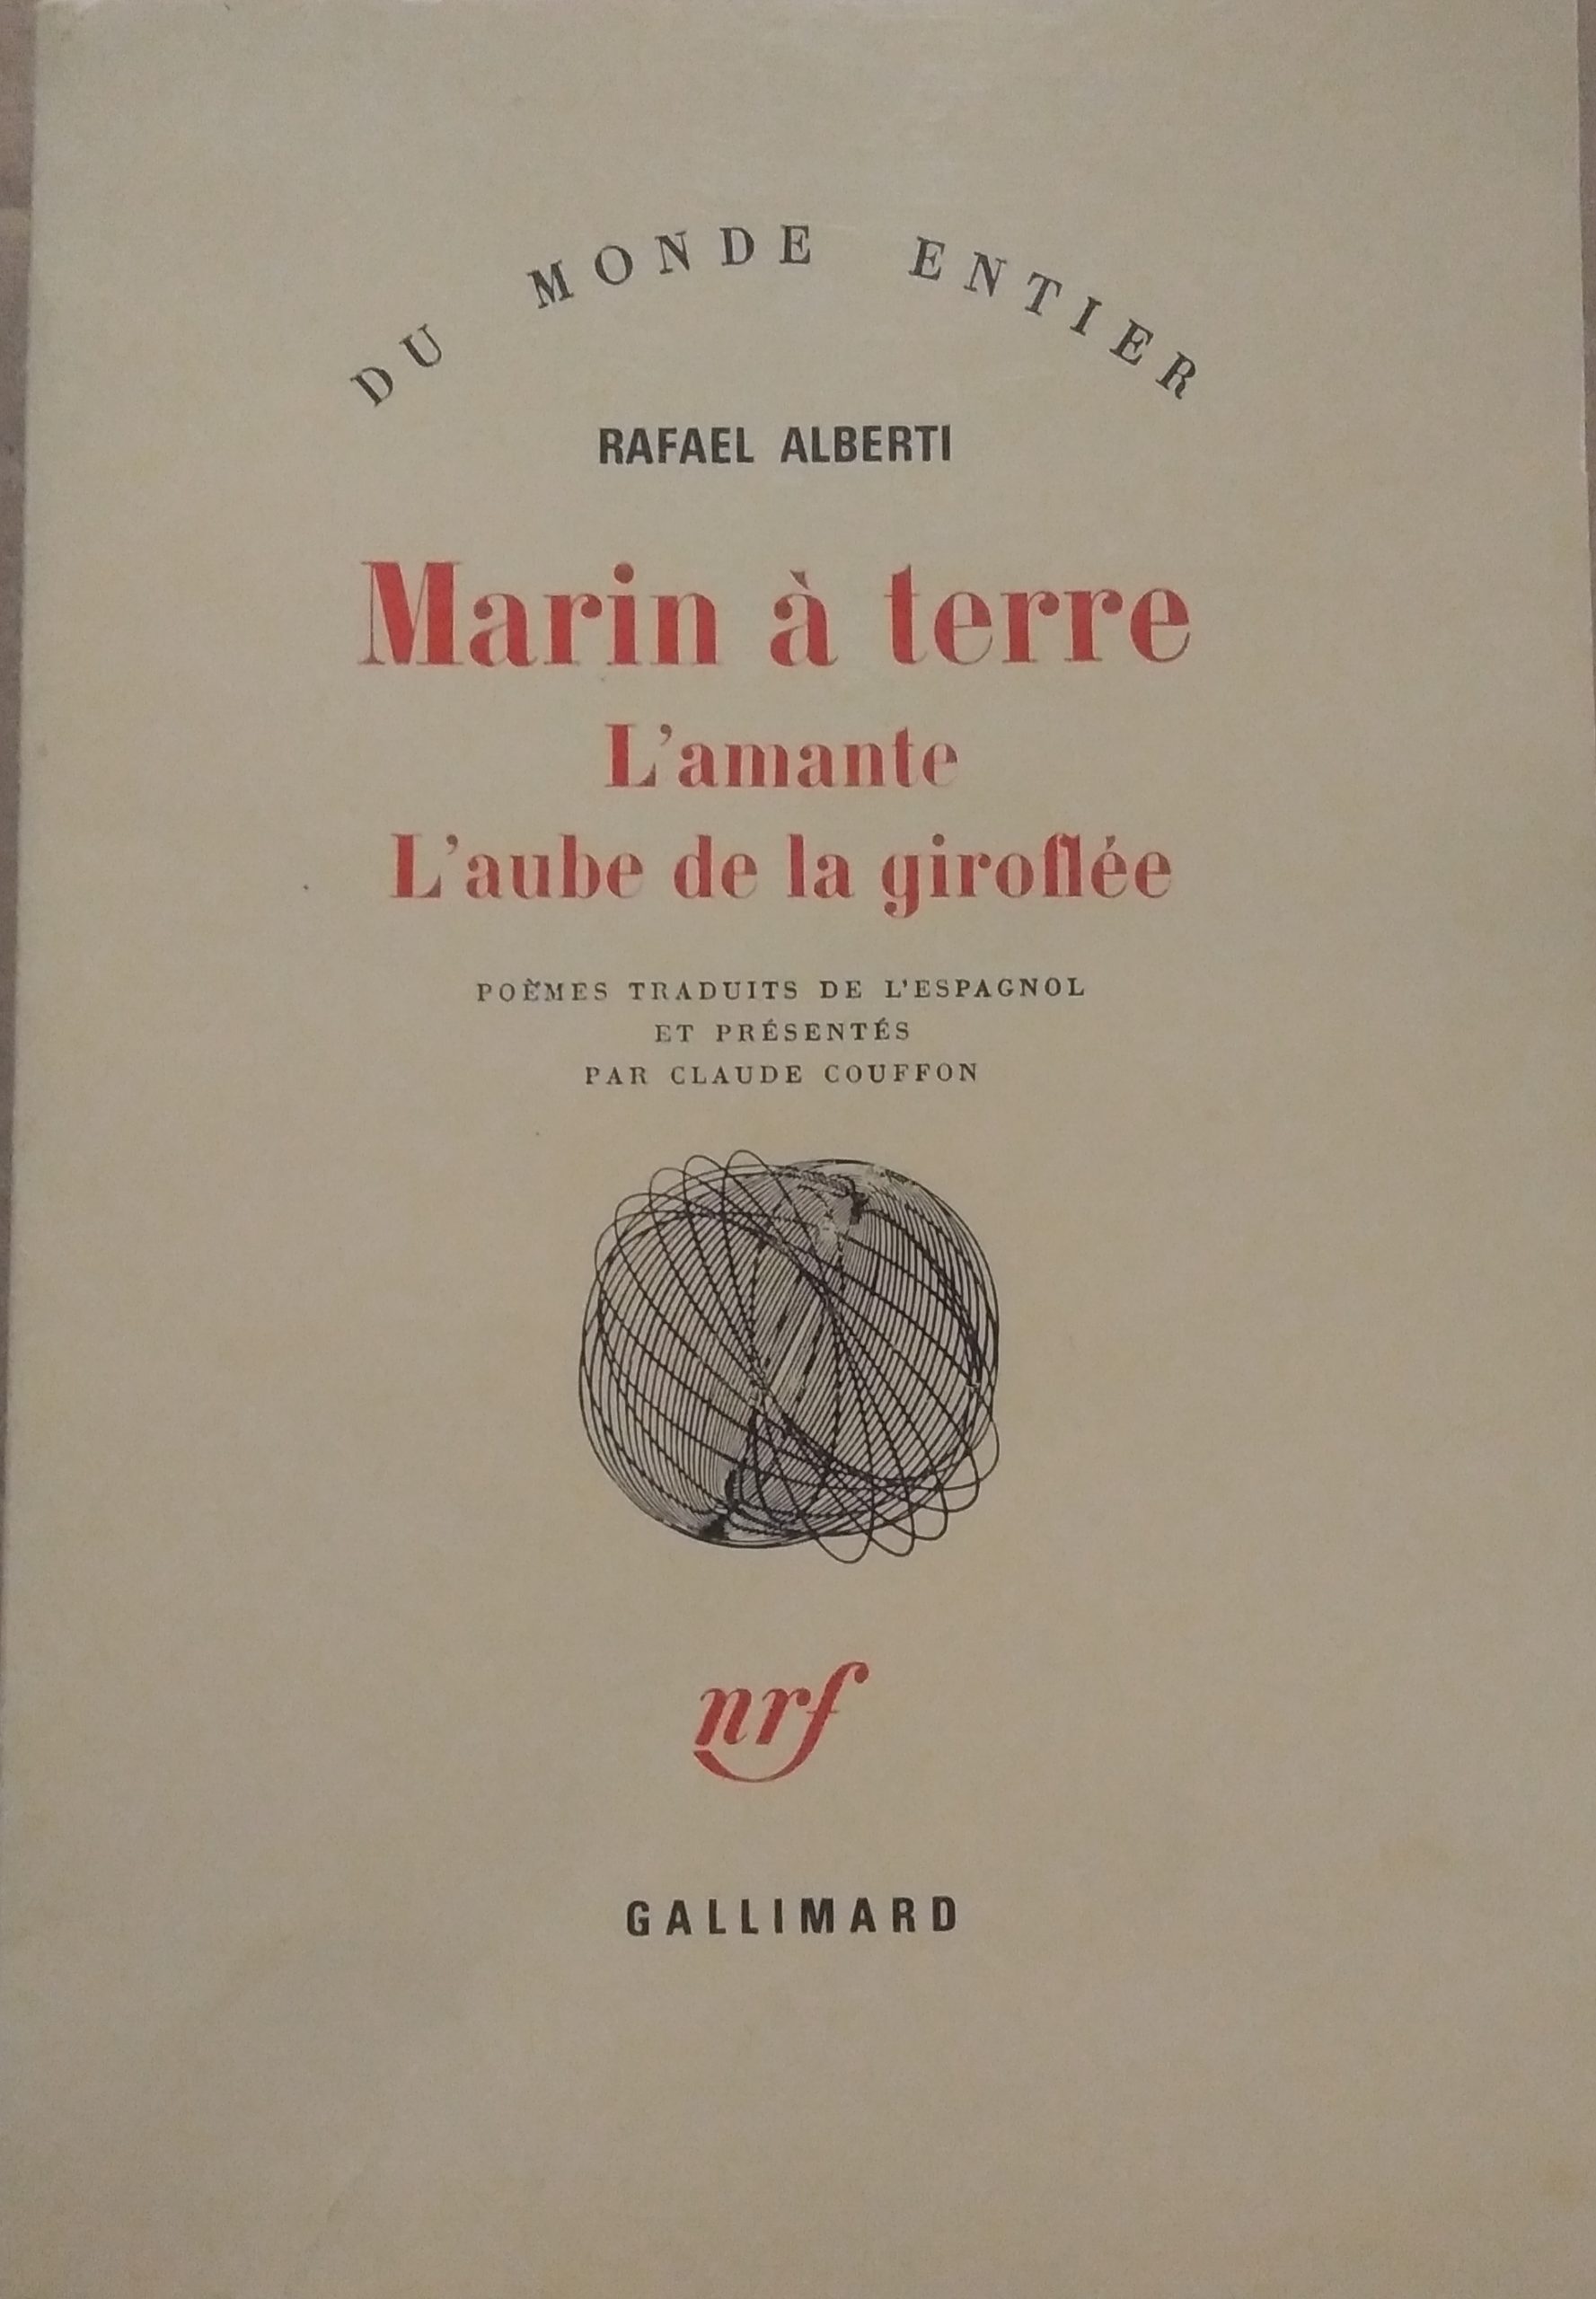 DU MONDE ENTIER
RAFAEL ALBERTI
Marin à terre
L'amante
L'aube de la giroflée
POÈMES TRADUITS DE L'ESPAGNOL
ET PRÉSENTÉS
PAR CLAUDE COUFFON
nrf
GALLIMARD